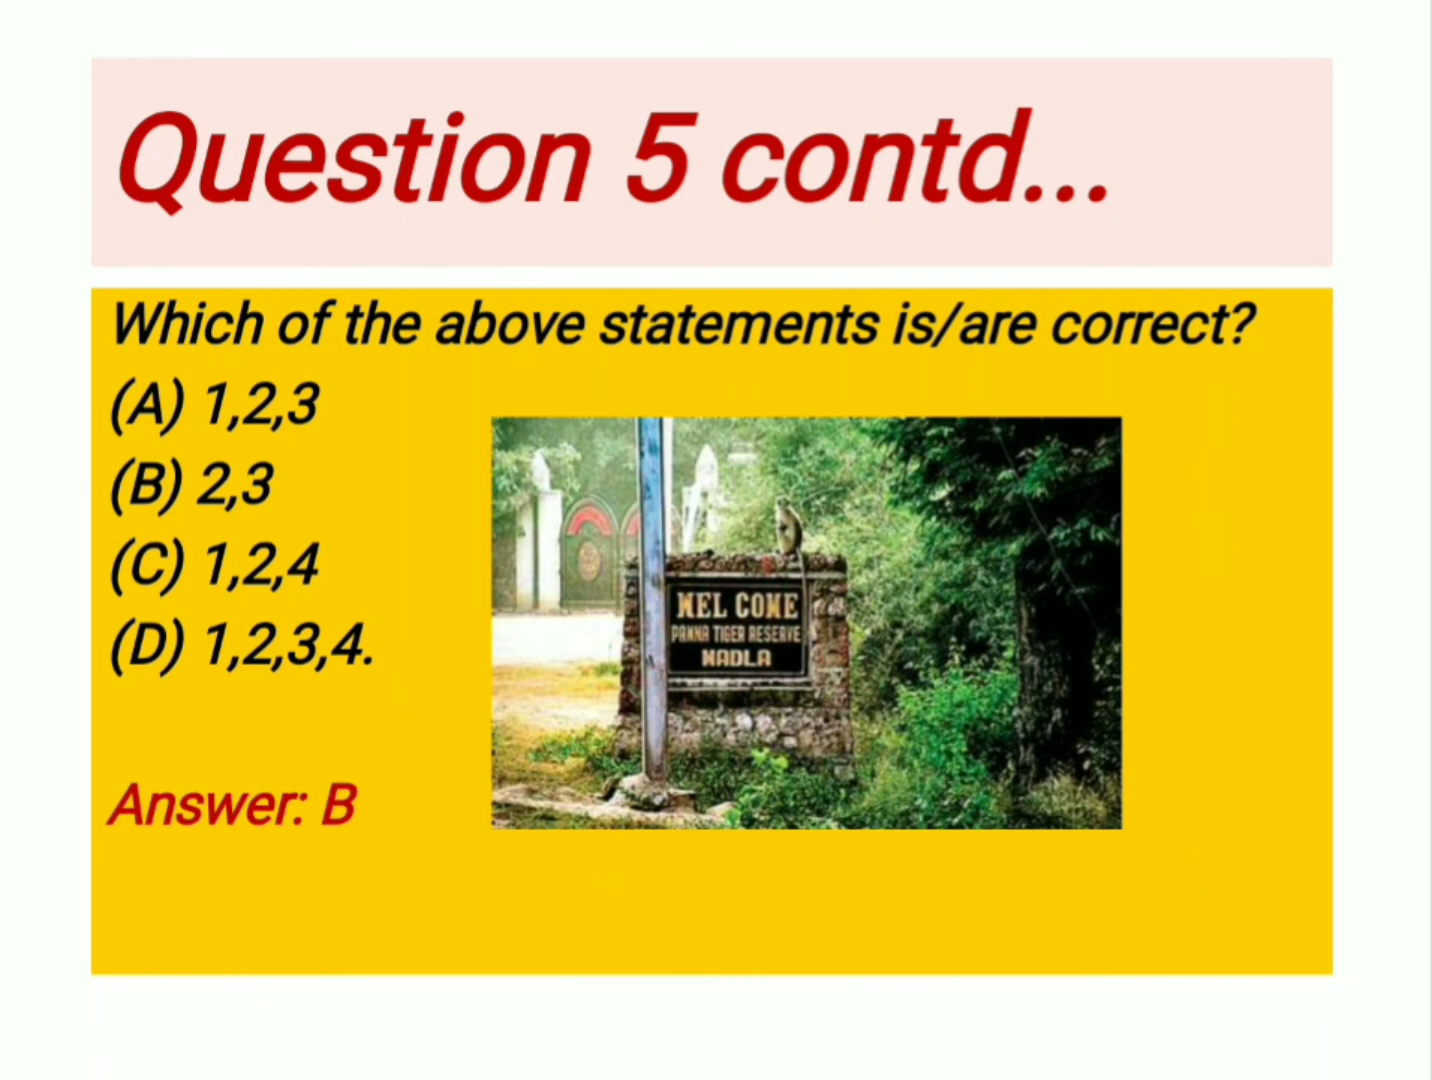 Question 5 contd...
Which of the above statements is/are correct?
(A) 1,2,3
(B) 2,3
(C) 1,2,4
(D) 1,2,3,4.
WEL COME
PANNA TIGER RESERVE
MADLA
Answer: B